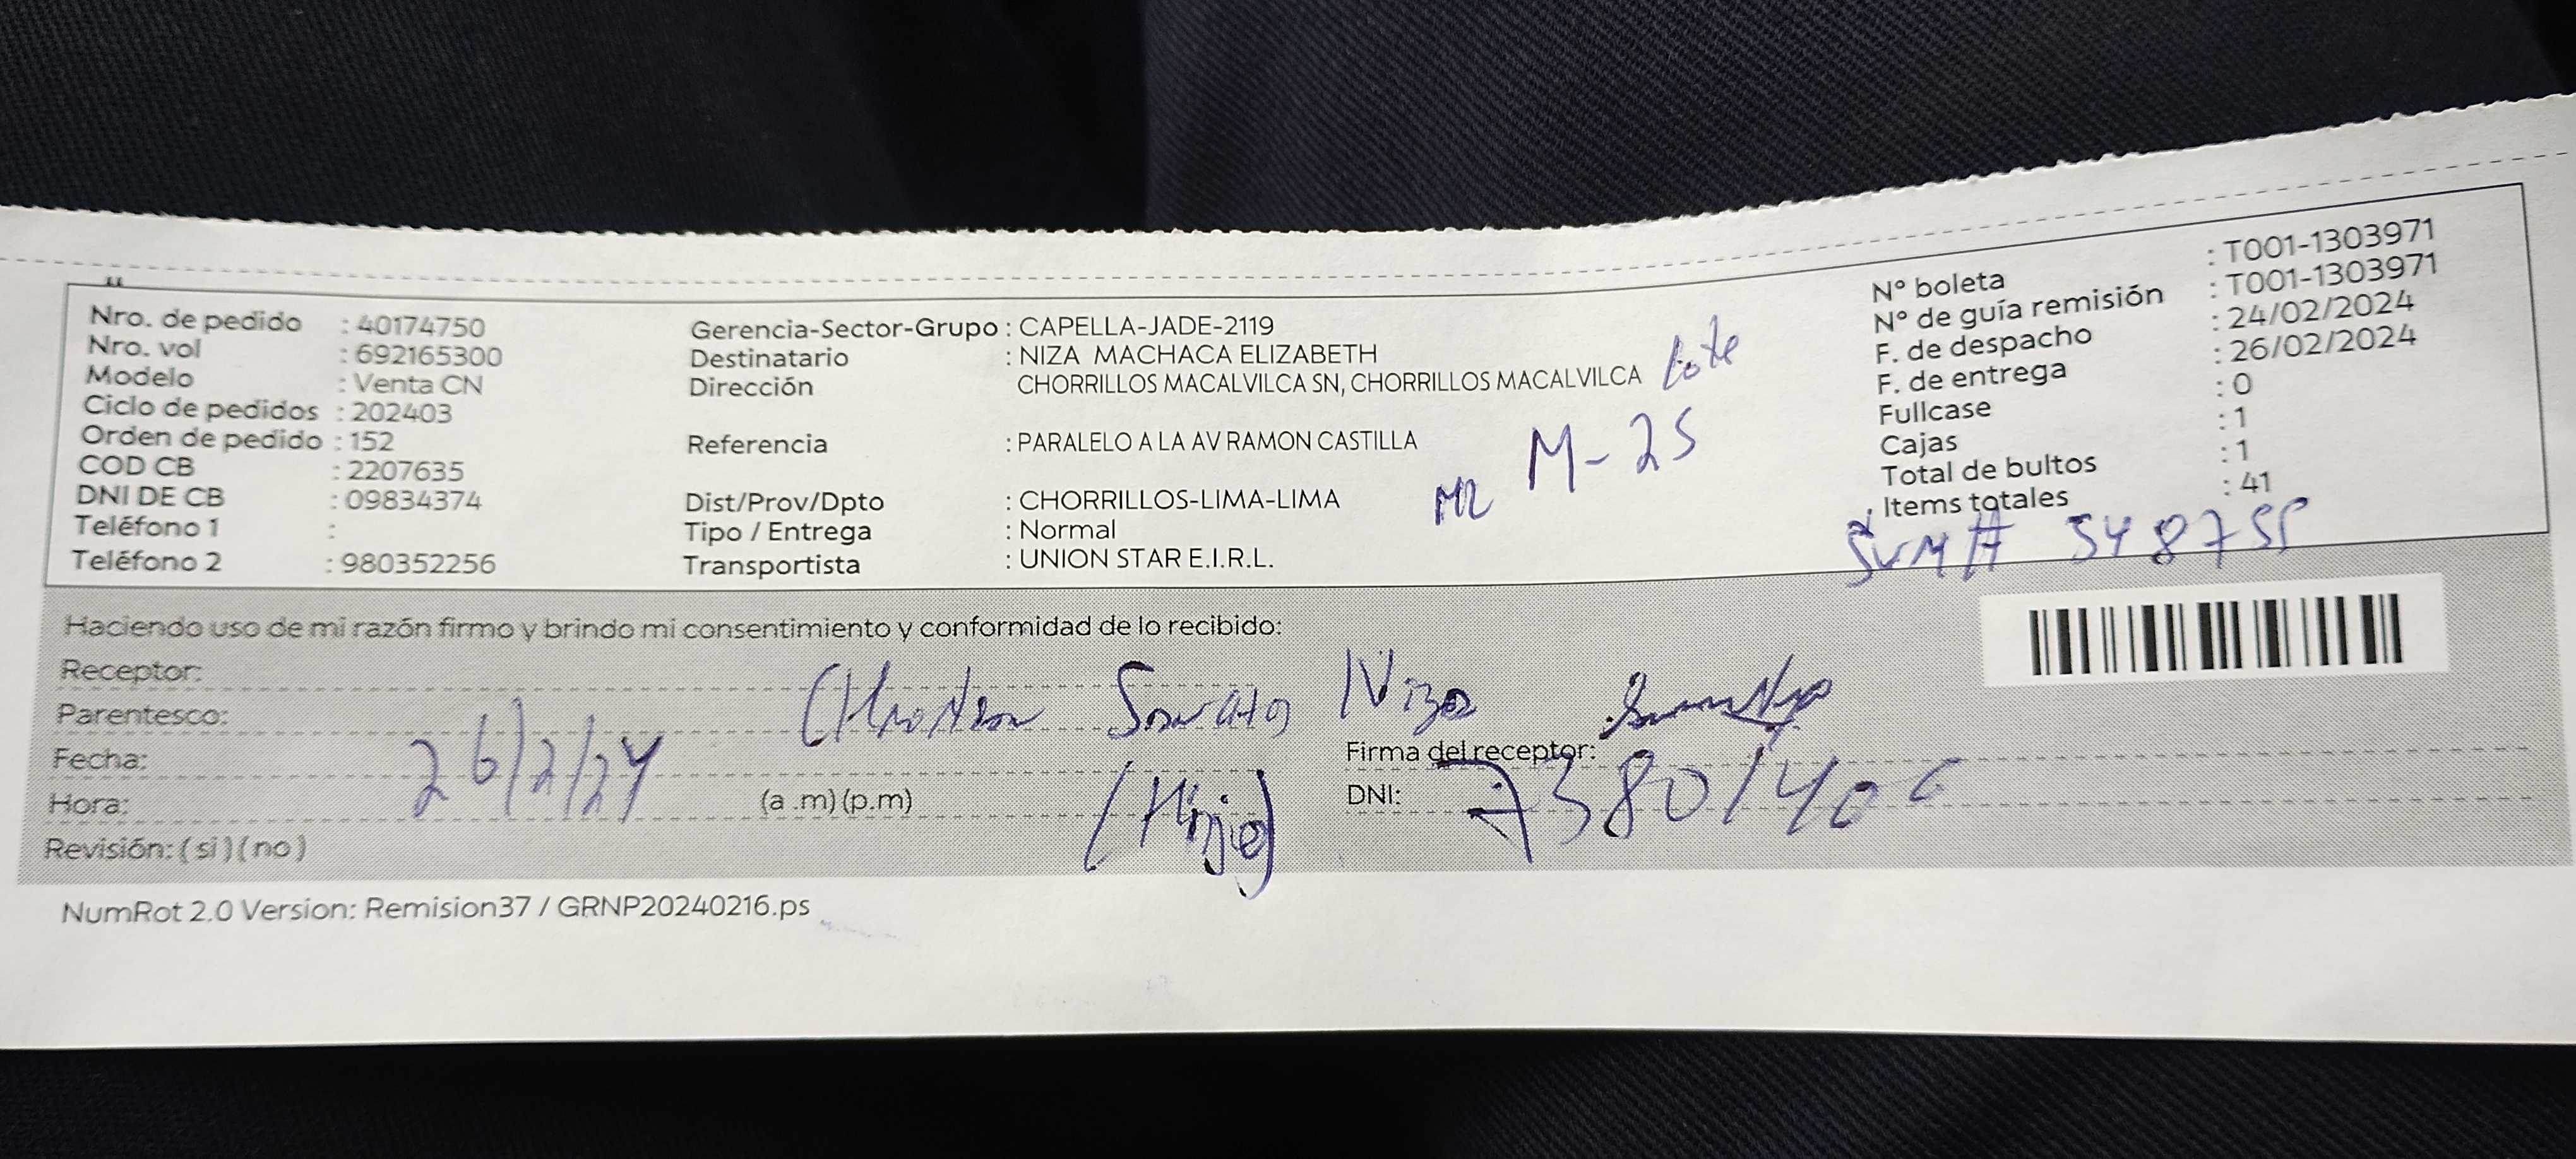 Nro. de pedido : 40174750
Nro. vol : 692165300
Modelo : Venta CN
Ciclo de pedidos : 202403
Orden de pedido : 152
COD CB : 2207635
DNI DE CB : 09834374
Teléfono 1 :
Teléfono 2 : 980352256
Gerencia-Sector-Grupo : CAPELLA-JADE-2119
Destinatario : NIZA MACHACA ELIZABETH
Dirección CHORRILLOS MACALVILCA SN, CHORRILLOS MACALVILCA Lote
Referencia : PARALELO A LA AV RAMON CASTILLA
M-25
Mz
Dist/Prov/Dpto : CHORRILLOS-LIMA-LIMA
Tipo / Entrega : Normal
Transportista : UNION STAR E.I.R.L.
N° boleta : T001-1303971
N° de guía remisión : T001-1303971
F. de despacho : 24/02/2024
F. de entrega : 26/02/2024
Fullcase : 0
Cajas : 1
Total de bultos : 1
Items totales : 41
Haciendo uso de mi razón firmo y brindo mi consentimiento y conformidad de lo recibido:
Receptor: Niza
Parentesco:
Fecha: 26/2/24
Firma del receptor:
Hora: (a .m) (p.m)
(Hijo)
DNI:
Revisión: ( si ) ( no )
NumRot 2.0 Version: Remision37 / GRNP20240216.ps